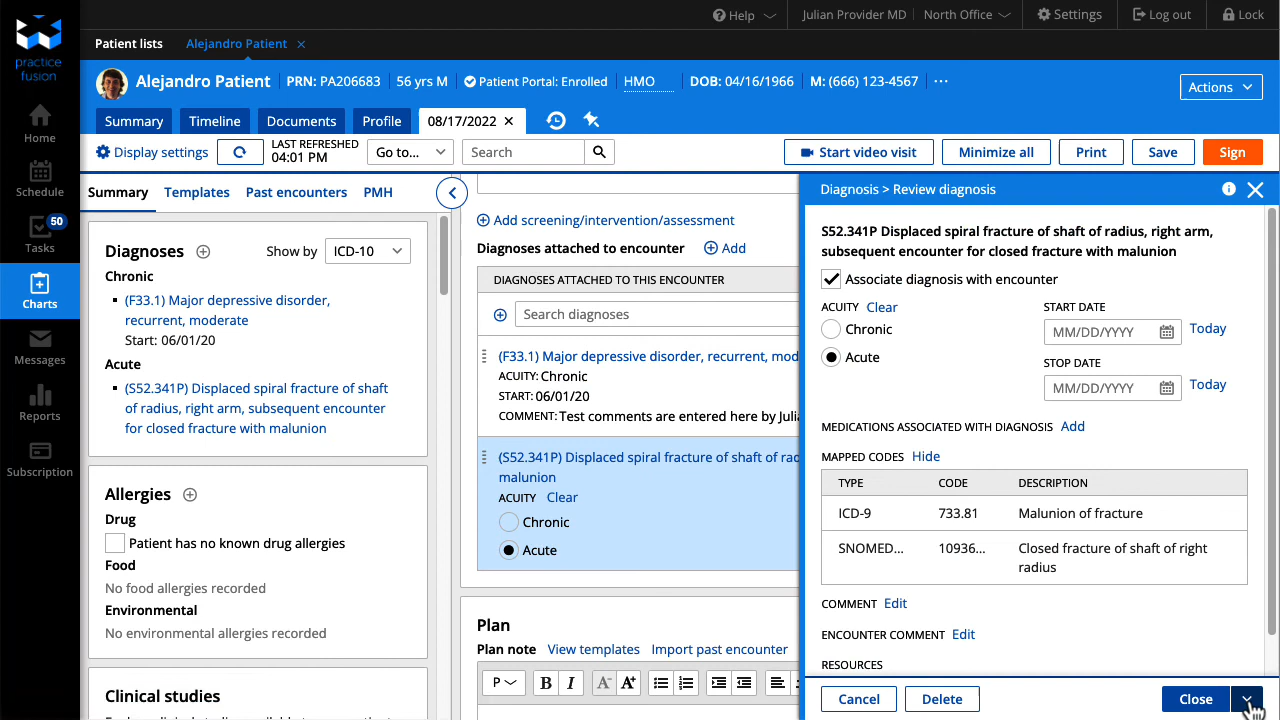 Help
Julian Provider MD
North Office
Settings
Log out
Lock
practice
fusion
Patient lists
Alejandro Patient ×
Alejandro Patient
PRN: PA206683
56 yrs M
Patient Portal: Enrolled
HMO
DOB: 04/16/1966
M: (666) 123-4567
···
Actions
Home
Schedule
50
Tasks
Charts
Messages
Reports
Subscription
Summary
Timeline
Documents
Profile
08/17/2022 ×
Display settings
LAST REFRESHED
04:01 PM
Go to...
Search
Start video visit
Minimize all
Print
Save
Sign
Summary
Templates
Past encounters
PMH
Diagnoses
Show by
ICD-10
Chronic
(F33.1) Major depressive disorder,
recurrent, moderate
Start: 06/01/20
Acute
(S52.341P) Displaced spiral fracture of shaft
of radius, right arm, subsequent encounter
for closed fracture with malunion
Allergies
Drug
Patient has no known drug allergies
Food
No food allergies recorded
Environmental
No environmental allergies recorded
Clinical studies
Add screening/intervention/assessment
Diagnoses attached to encounter
Add
DIAGNOSES ATTACHED TO THIS ENCOUNTER
Search diagnoses
(F33.1) Major depressive disorder, recurrent, mod
ACUITY: Chronic
START: 06/01/20
COMMENT: Test comments are entered here by Julia
(S52.341P) Displaced spiral fracture of shaft of rad
malunion
ACUITY Clear
Chronic
Acute
Plan
Plan note
View templates
Import past encounter
P
B
I
A-
A+
Diagnosis > Review diagnosis
S52.341P Displaced spiral fracture of shaft of radius, right arm,
subsequent encounter for closed fracture with malunion
Associate diagnosis with encounter
ACUITY Clear
Chronic
Acute
START DATE
MM/DD/YYYY
Today
STOP DATE
MM/DD/YYYY
Today
MEDICATIONS ASSOCIATED WITH DIAGNOSIS Add
MAPPED CODES Hide
TYPE CODE DESCRIPTION
ICD-9 733.81 Malunion of fracture
SNOMED... 10936... Closed fracture of shaft of right
radius
COMMENT Edit
ENCOUNTER COMMENT Edit
RESOURCES
Cancel
Delete
Close